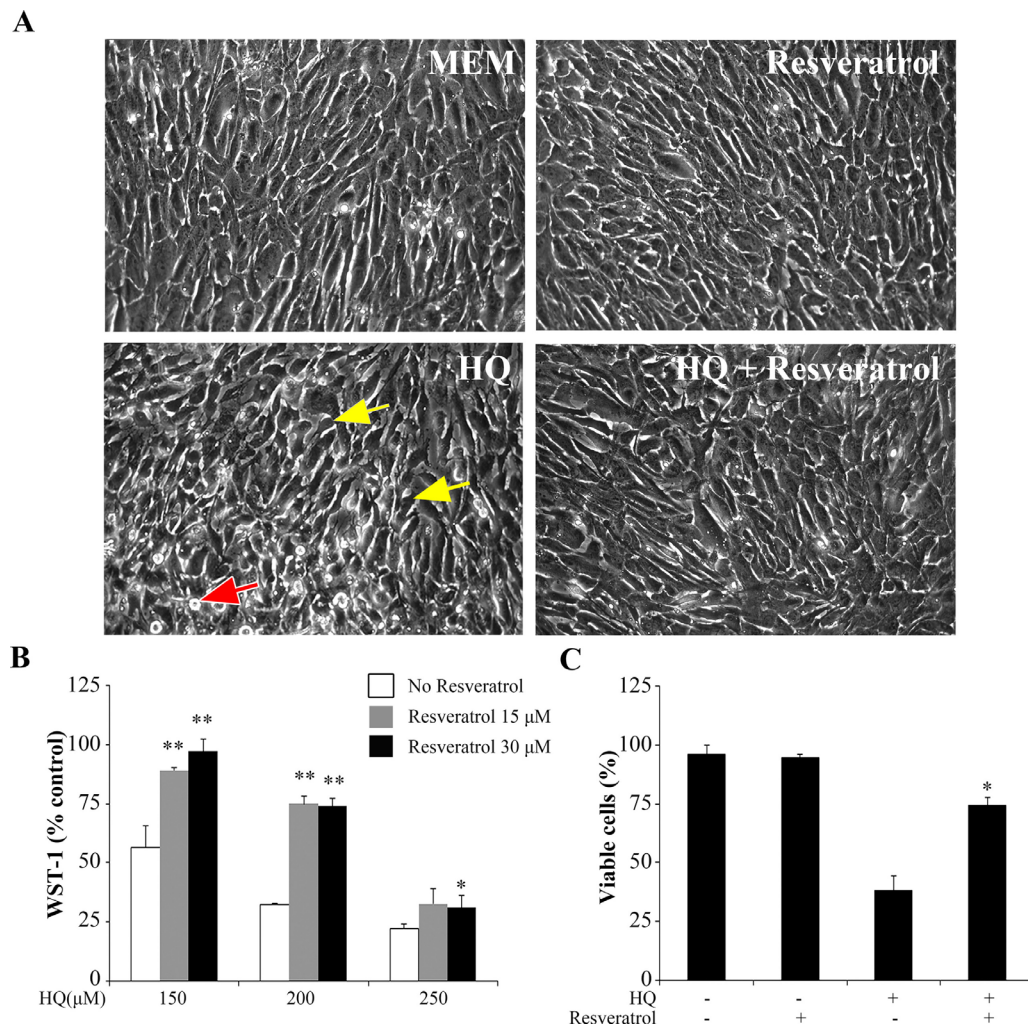 A
MEM
Resveratrol
HQ
HQ + Resveratrol
B
WST-1 (% control)
125
100
75
50
25
0
** **
** **
*
No Resveratrol
Resveratrol 15 µM
Resveratrol 30 µM
HQ(µM) 150 200 250
C
Viable cells (%)
125
100
75
50
25
0
*
HQ - - + +
Resveratrol - + - +